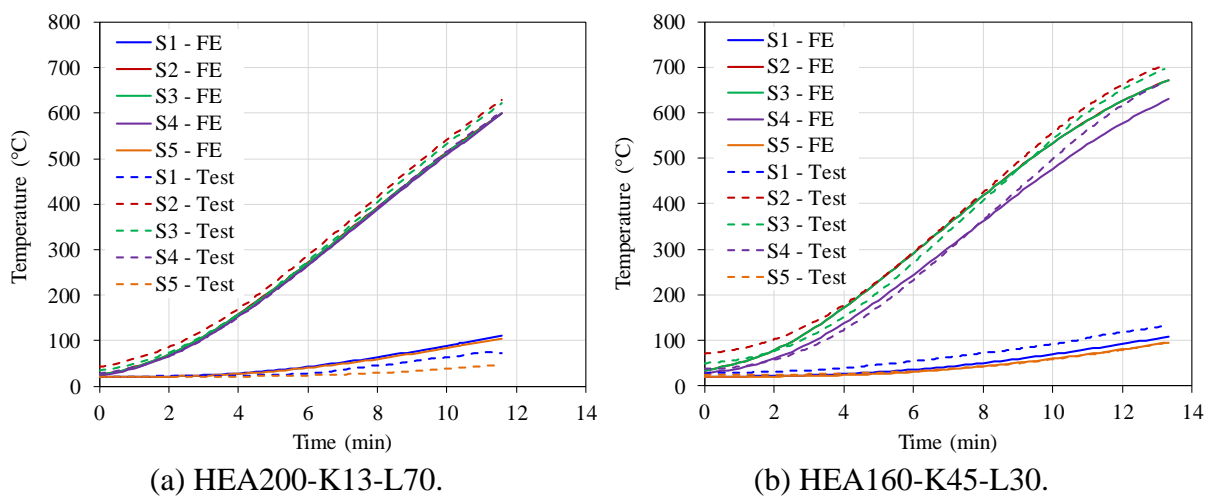 800
700
600
500
400
300
200
100
0
Temperature (°C)
S1 - FE
S2 - FE
S3 - FE
S4 - FE
S5 - FE
S1 - Test
S2 - Test
S3 - Test
S4 - Test
S5 - Test
0 2 4 6 8 10 12 14
Time (min)
(a) HEA200-K13-L70.
800
700
600
500
400
300
200
100
0
Temperature (°C)
S1 - FE
S2 - FE
S3 - FE
S4 - FE
S5 - FE
S1 - Test
S2 - Test
S3 - Test
S4 - Test
S5 - Test
0 2 4 6 8 10 12 14
Time (min)
(b) HEA160-K45-L30.